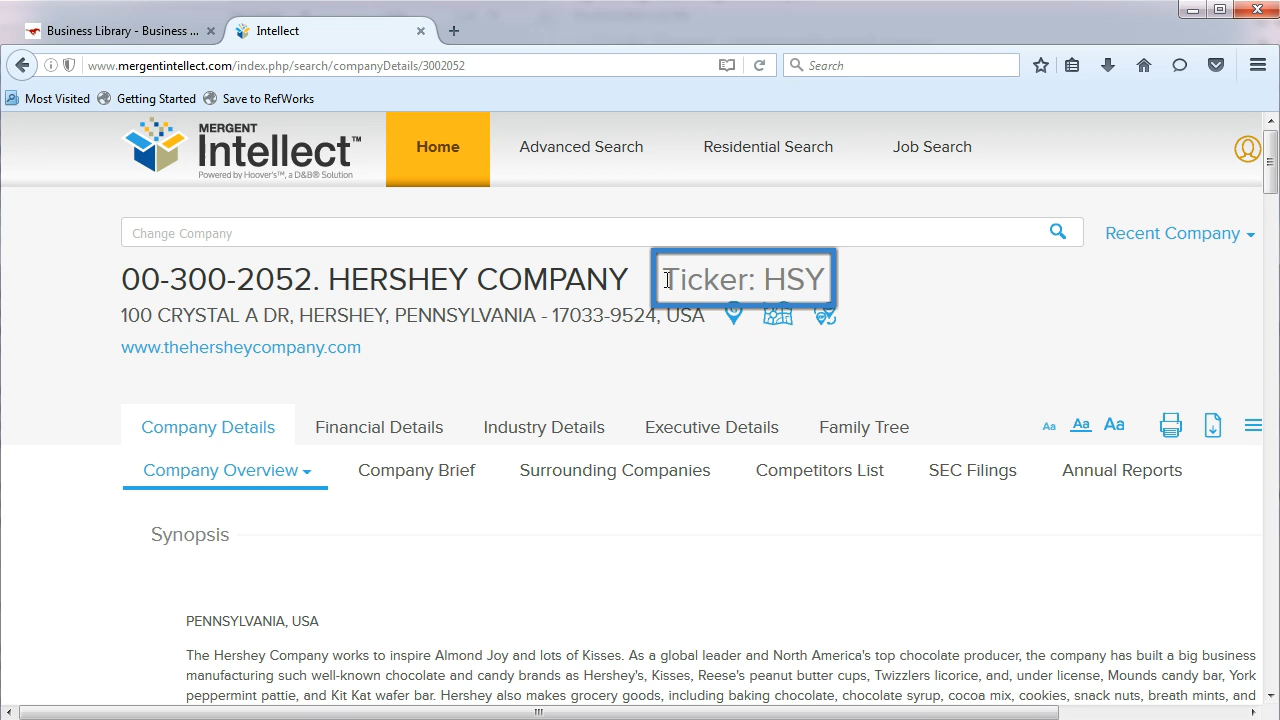 Business Library - Business ...
Intellect
www.mergentintellect.com/index.php/search/companyDetails/3002052
Search
Most Visited
Getting Started
Save to RefWorks
MERGENT
Intellect™
Powered by Hoover's™, a D&B® Solution
Home
Advanced Search
Residential Search
Job Search
Change Company
Recent Company
00-300-2052. HERSHEY COMPANY
Ticker: HSY
100 CRYSTAL A DR, HERSHEY, PENNSYLVANIA - 17033-9524, USA
www.thehersheycompany.com
Company Details
Financial Details
Industry Details
Executive Details
Family Tree
Aa
Aa
Aa
Company Overview
Company Brief
Surrounding Companies
Competitors List
SEC Filings
Annual Reports
Synopsis
PENNSYLVANIA, USA
The Hershey Company works to inspire Almond Joy and lots of Kisses. As a global leader and North America's top chocolate producer, the company has built a big business
manufacturing such well-known chocolate and candy brands as Hershey's, Kisses, Reese's peanut butter cups, Twizzlers licorice, and, under license, Mounds candy bar, York
peppermint pattie, and Kit Kat wafer bar. Hershey also makes grocery goods, including baking chocolate, chocolate syrup, cocoa mix, cookies, snack nuts, breath mints, and